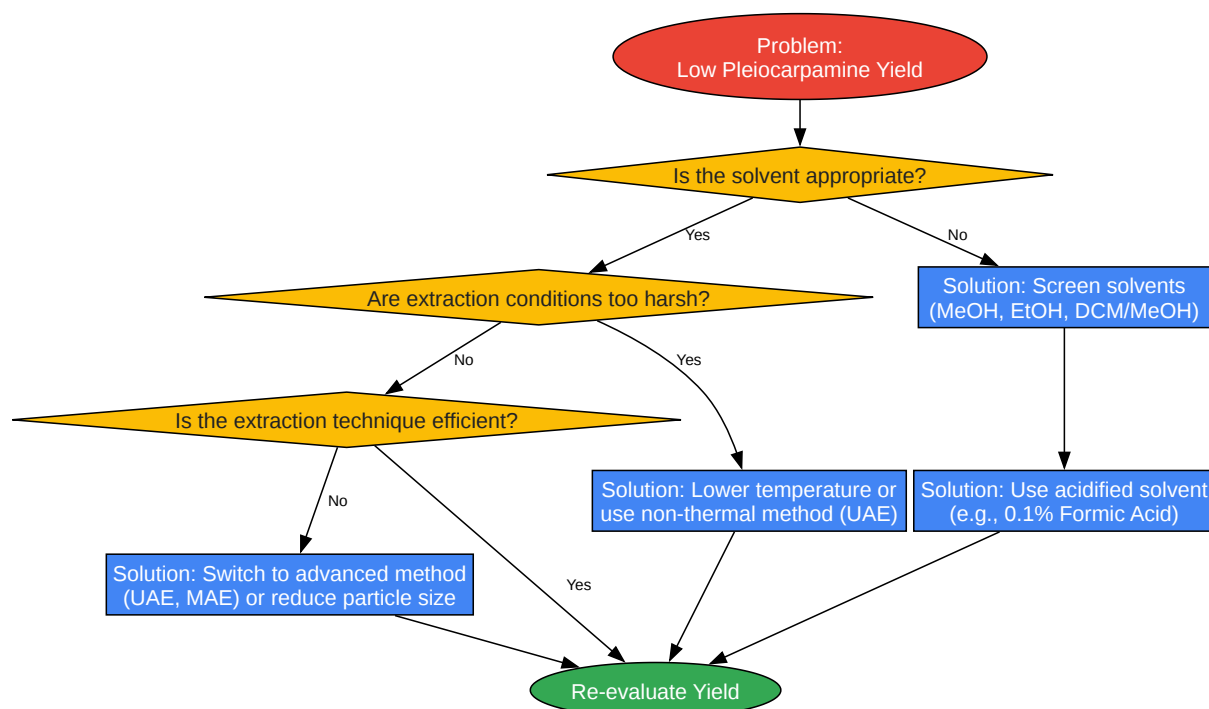 Problem:
Low Pleiocarpamine Yield
Is the solvent appropriate?
Yes
No
Are extraction conditions too harsh?
Solution: Screen solvents
(MeOH, EtOH, DCM/MeOH)
No
Yes
Is the extraction technique efficient?
No
Solution: Lower temperature or
use non-thermal method (UAE)
Solution: Use acidified solvent
(e.g., 0.1% Formic Acid)
Solution: Switch to advanced method
(UAE, MAE) or reduce particle size
Yes
Re-evaluate Yield